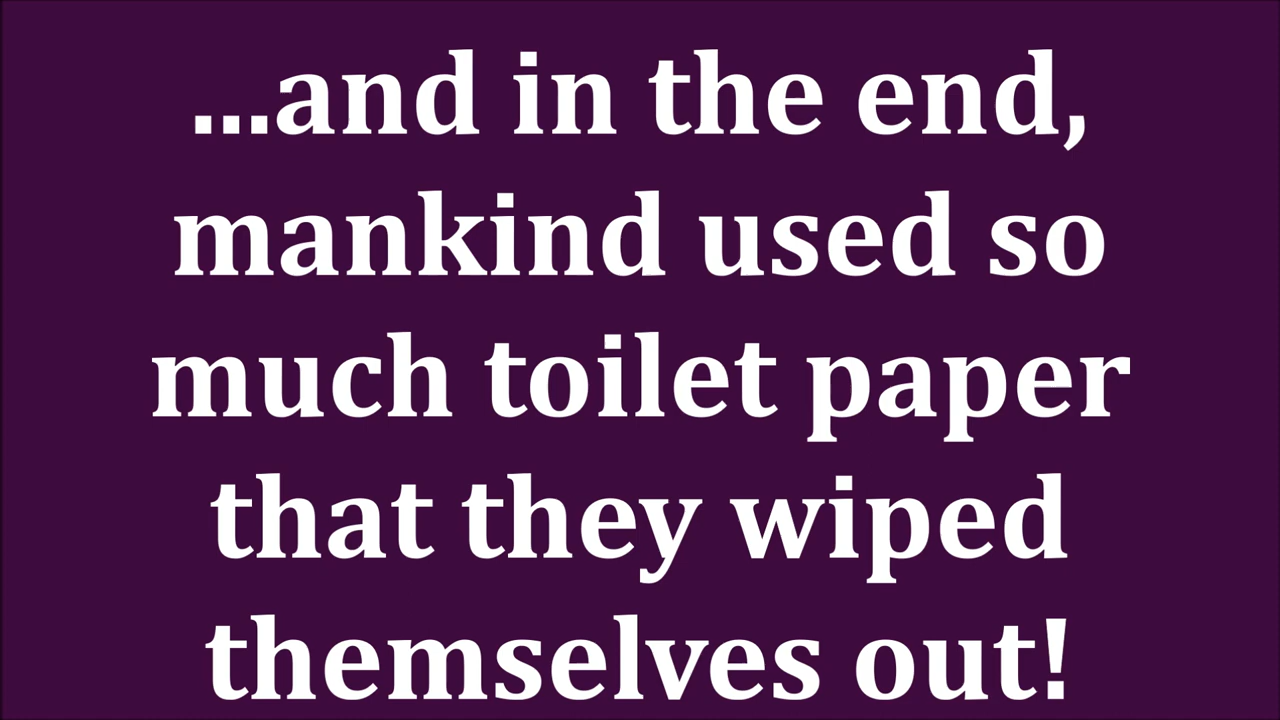 ...and in the end,
mankind used so
much toilet paper
that they wiped
themselves out!